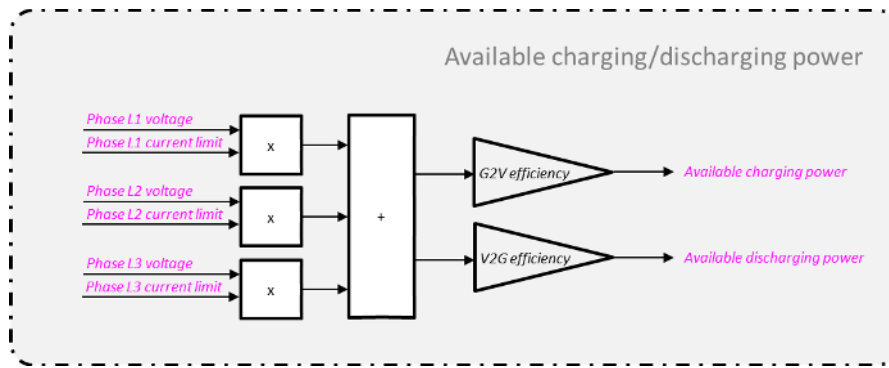 Available charging/discharging power
Phase L1 voltage
Phase L1 current limit
x
Phase L2 voltage
Phase L2 current limit
x
Phase L3 voltage
Phase L3 current limit
x
+
G2V efficiency
Available charging power
V2G efficiency
Available discharging power